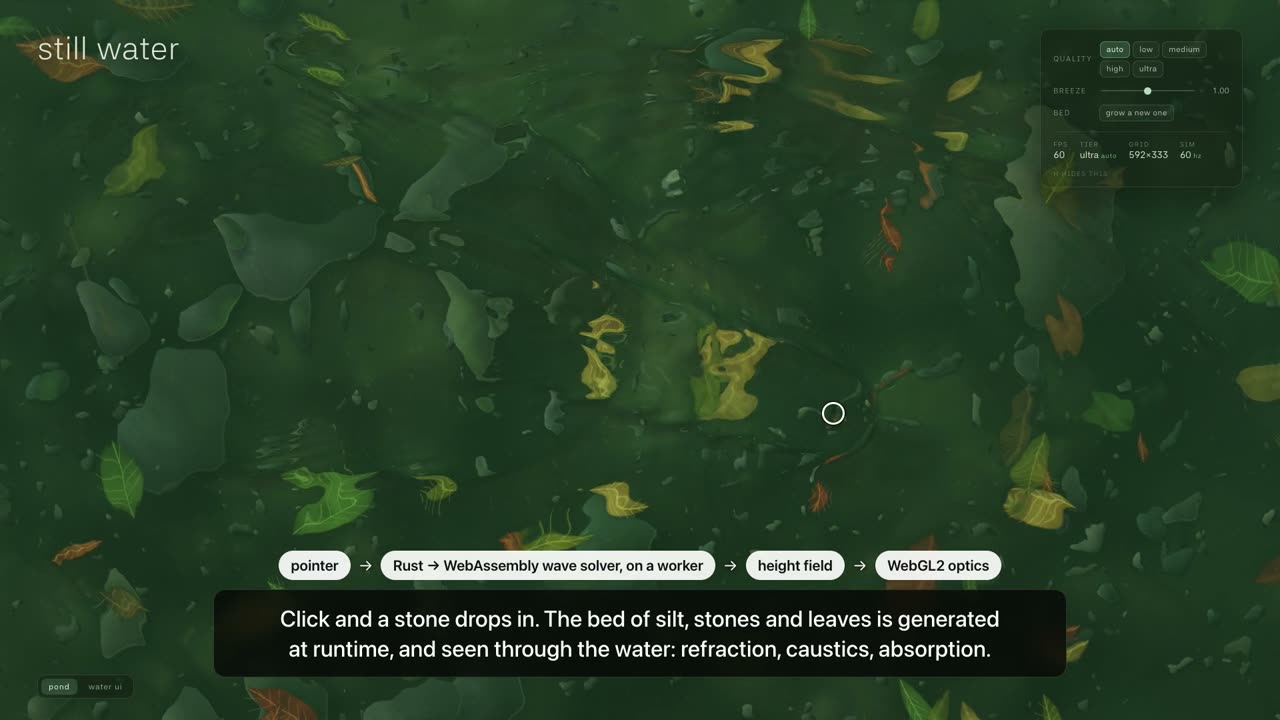 still water
QUALITY auto low medium
high ultra
BREEZE 1.00
BED grow a new one
FPS TIER GRID SIM
60 ultra auto 592×333 60 hz
H HIDES THIS
pointer → Rust → WebAssembly wave solver, on a worker → height field → WebGL2 optics
Click and a stone drops in. The bed of silt, stones and leaves is generated
at runtime, and seen through the water: refraction, caustics, absorption.
pond water ui